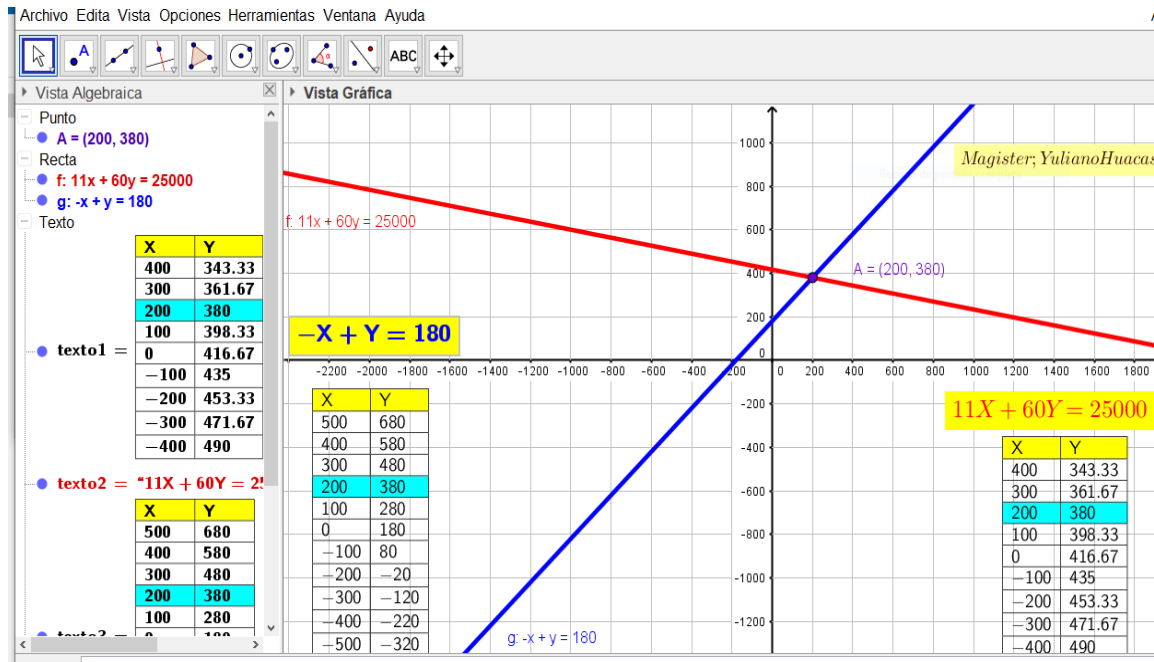 Archivo Edita Vista Opciones Herramientas Ventana Ayuda
A
α
ABC
Vista Algebraica
Punto
A = (200, 380)
Recta
f: 11x + 60y = 25000
g: -x + y = 180
Texto
texto1 =
X Y
400 343.33
300 361.67
200 380
100 398.33
0 416.67
−100 435
−200 453.33
−300 471.67
−400 490
texto2 = “11X + 60Y = 25
X Y
500 680
400 580
300 480
200 380
100 280
Vista Gráfica
Magister; YulianoHuacas
f: 11x + 60y = 25000
A = (200, 380)
−X + Y = 180
1000
800
600
400
200
0
-2200 -2000 -1800 -1600 -1400 -1200 -1000 -800 -600 -400 -200 0 200 400 600 800 1000 1200 1400 1600 1800
-200
-400
-600
-800
-1000
-1200
X Y
500 680
400 580
300 480
200 380
100 280
0 180
−100 80
−200 −20
−300 −120
−400 −220
−500 −320
g: -x + y = 180
11X + 60Y = 25000
X Y
400 343.33
300 361.67
200 380
100 398.33
0 416.67
−100 435
−200 453.33
−300 471.67
−400 490